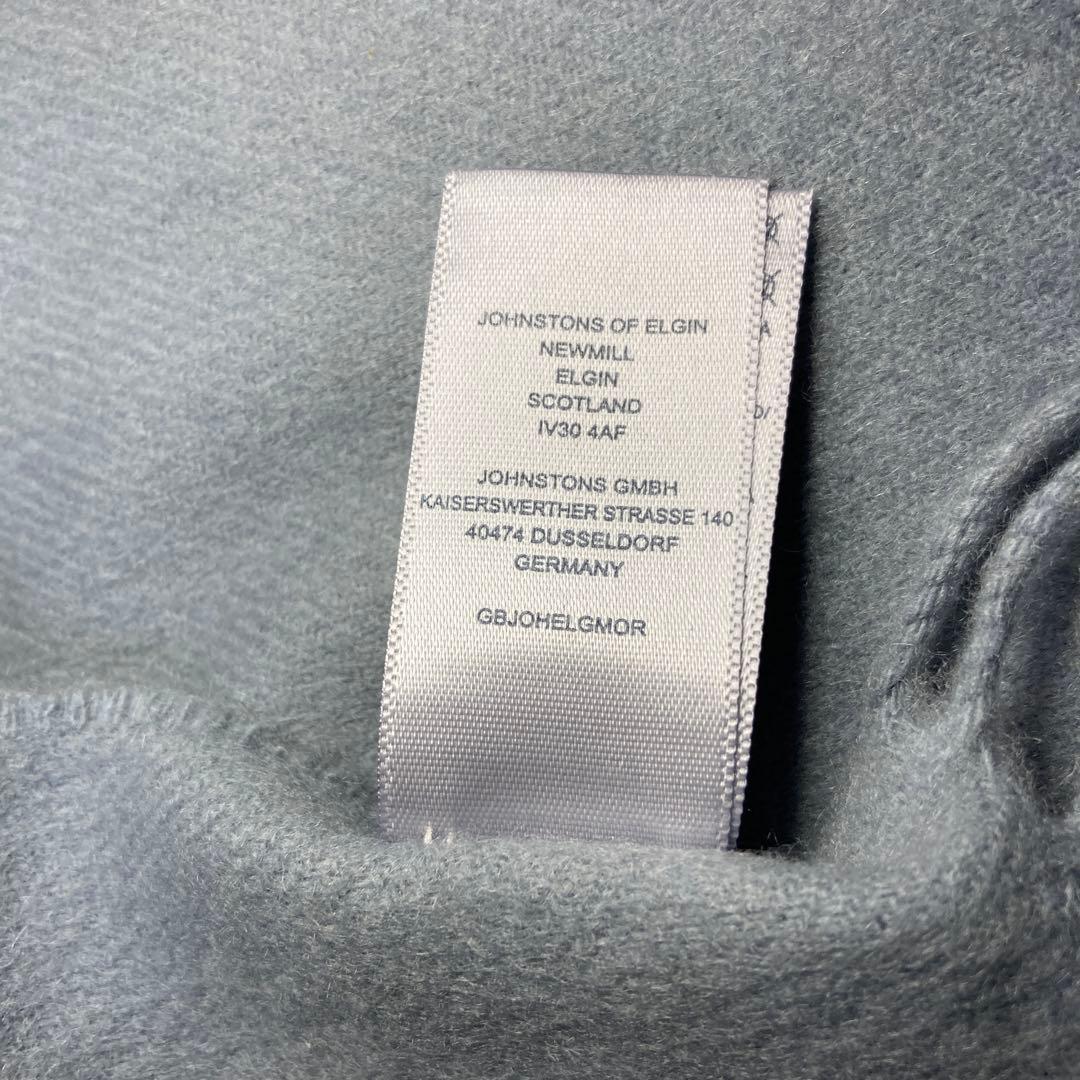 JOHNSTONS OF ELGIN
NEWMILL
ELGIN
SCOTLAND
IV30 4AF
JOHNSTONS GMBH
KAISERSWERTHER STRASSE 140
40474 DUSSELDORF
GERMANY
GBJOHELGMOR